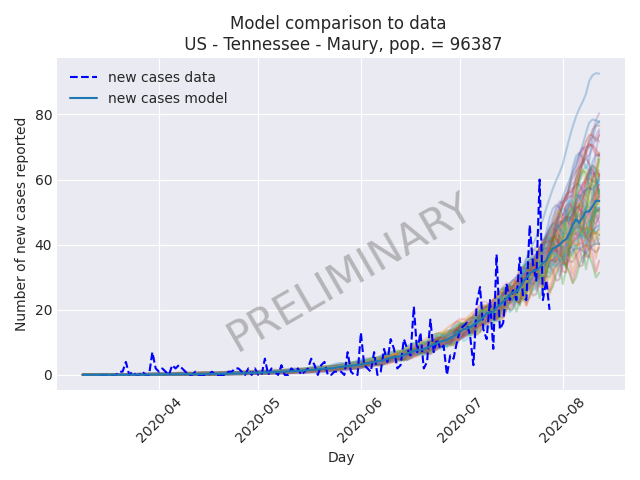 Model comparison to data
US - Tennessee - Maury, pop. = 96387
new cases data
new cases model
PRELIMINARY
Number of new cases reported
80
60
40
20
0
2020-04
2020-05
2020-06
2020-07
2020-08
Day